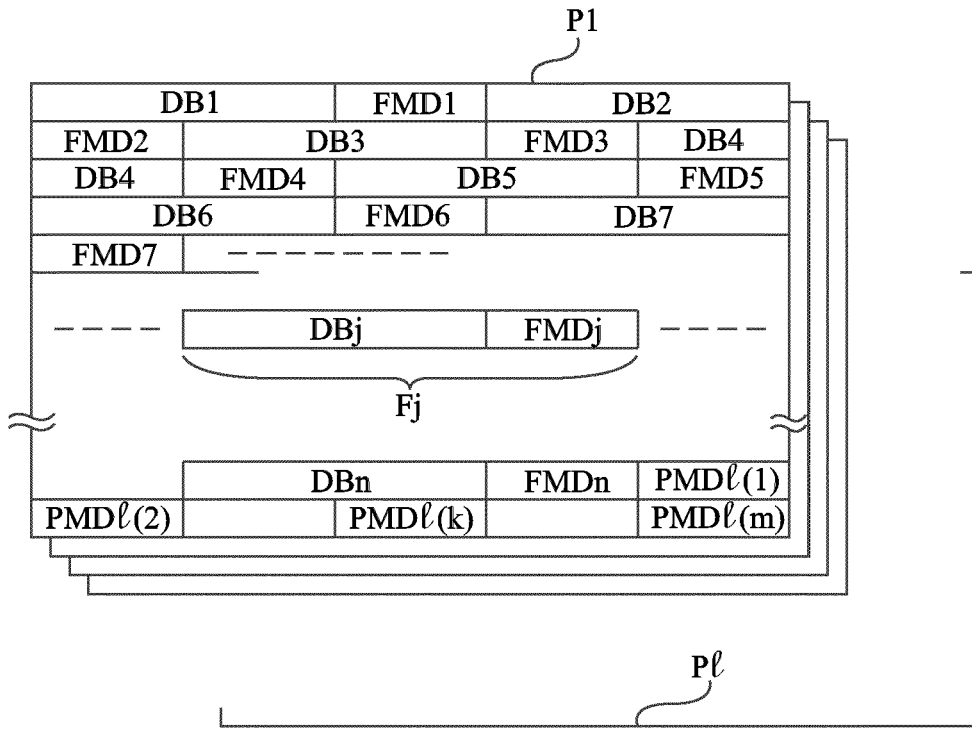 P1
DB1 FMD1 DB2
FMD2 DB3 FMD3 DB4
DB4 FMD4 DB5 FMD5
DB6 FMD6 DB7
FMD7
DBj FMDj
Fj
DBn FMDn PMDℓ(1)
PMDℓ(2) PMDℓ(k) PMDℓ(m)
Pℓ